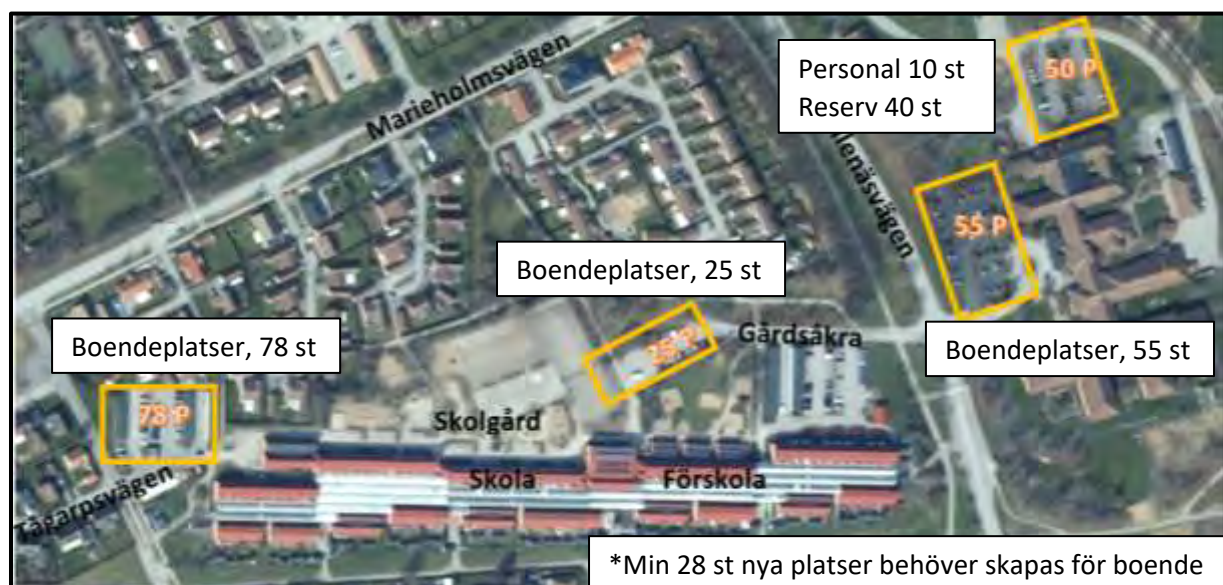 Marieholmsvägen
Personal 10 st
Reserv 40 st
50 P
llenäsvägen
55 P
Boendeplatser, 25 st
25 P
Gårdsåkra
Boendeplatser, 55 st
Boendeplatser, 78 st
78 P
Skolgård
Skola
Förskola
Tågarpsvägen
*Min 28 st nya platser behöver skapas för boende